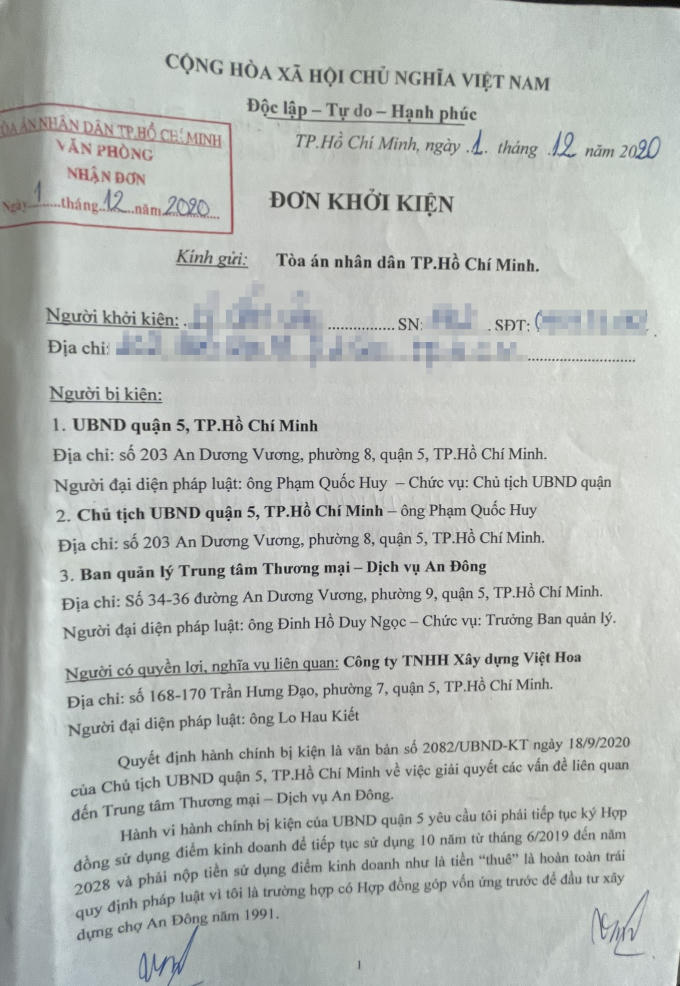 CỘNG HÒA XÃ HỘI CHỦ NGHĨA VIỆT NAM
Độc lập – Tự do – Hạnh phúc
TP.Hồ Chí Minh, ngày .1. tháng .12 năm 2020
TÒA ÁN NHÂN DÂN TP.HỒ CHÍ MINH
VĂN PHÒNG
NHẬN ĐƠN
Ngày 1 ......tháng..12...năm..2020
ĐƠN KHỞI KIỆN
Kính gửi: Tòa án nhân dân TP.Hồ Chí Minh.
Người khởi kiện: ................ SN: . SĐT:
Địa chỉ: .........................
Người bị kiện:
1. UBND quận 5, TP.Hồ Chí Minh
Địa chỉ: số 203 An Dương Vương, phường 8, quận 5, TP.Hồ Chí Minh.
Người đại diện pháp luật: ông Phạm Quốc Huy – Chức vụ: Chủ tịch UBND quận
2. Chủ tịch UBND quận 5, TP.Hồ Chí Minh – ông Phạm Quốc Huy
Địa chỉ: số 203 An Dương Vương, phường 8, quận 5, TP.Hồ Chí Minh.
3. Ban quản lý Trung tâm Thương mại – Dịch vụ An Đông
Địa chỉ: Số 34-36 đường An Dương Vương, phường 9, quận 5, TP.Hồ Chí Minh.
Người đại diện pháp luật: ông Đinh Hồ Duy Ngọc – Chức vụ: Trưởng Ban quản lý.
Người có quyền lợi, nghĩa vụ liên quan: Công ty TNHH Xây dựng Việt Hoa
Địa chỉ: số 168-170 Trần Hưng Đạo, phường 7, quận 5, TP.Hồ Chí Minh.
Người đại diện pháp luật: ông Lo Hau Kiết
Quyết định hành chính bị kiện là văn bản số 2082/UBND-KT ngày 18/9/2020
của Chủ tịch UBND quận 5, TP.Hồ Chí Minh về việc giải quyết các vấn đề liên quan
đến Trung tâm Thương mại – Dịch vụ An Đông.
Hành vi hành chính bị kiện của UBND quận 5 yêu cầu tôi phải tiếp tục ký Hợp
đồng sử dụng điểm kinh doanh để tiếp tục sử dụng 10 năm từ tháng 6/2019 đến năm
2028 và phải nộp tiền sử dụng điểm kinh doanh như là tiền “thuê” là hoàn toàn trái
quy định pháp luật vì tôi là trường hợp có Hợp đồng góp vốn ứng trước để đầu tư xây
dựng chợ An Đông năm 1991.
1